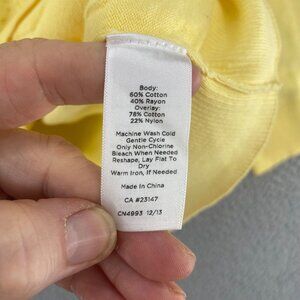 Body:
60% Cotton
40% Rayon
Overlay:
78% Cotton
22% Nylon
Machine Wash Cold
Gentle Cycle
Only Non-Chlorine
Bleach When Needed
Reshape, Lay Flat To
Dry
Warm Iron, If Needed
Made In China
CA #23147
CN4993 12/13